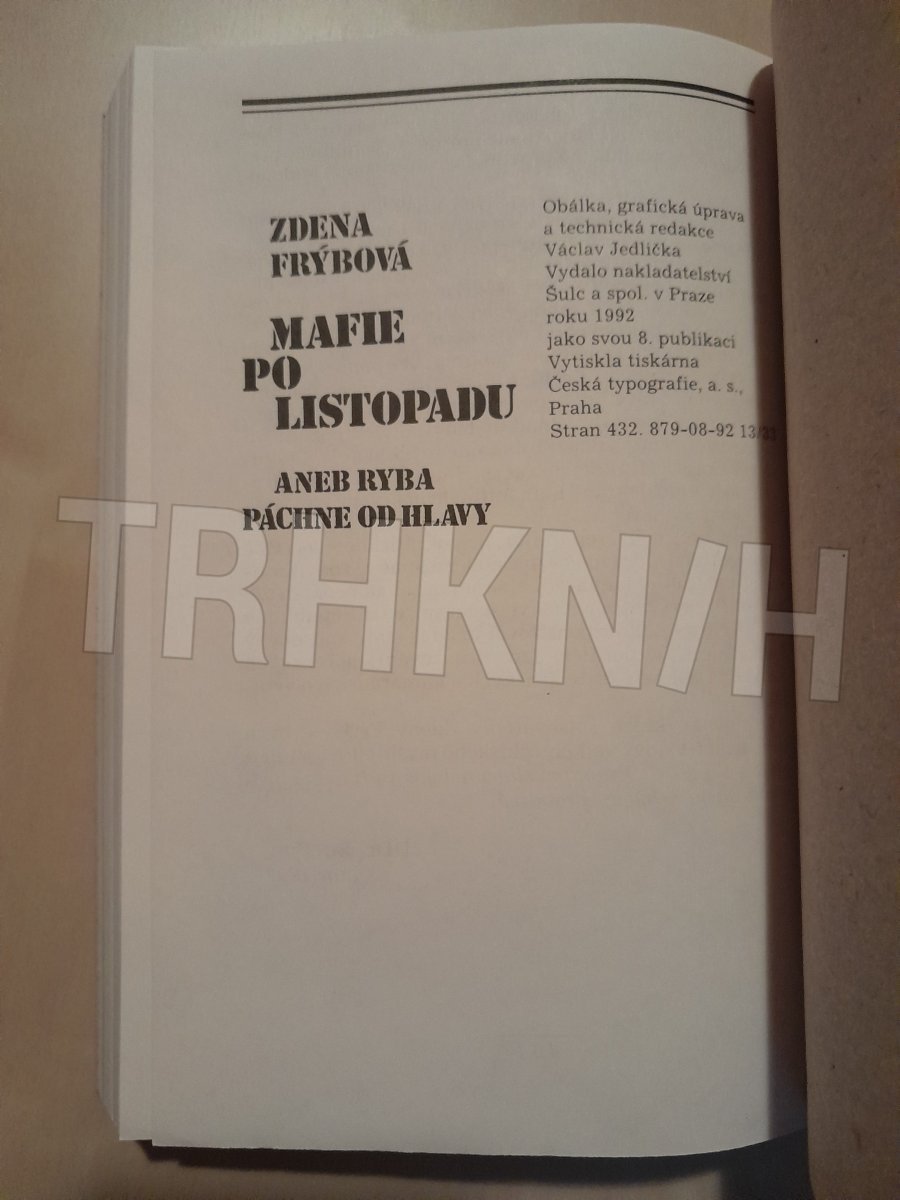 ZDENA
FRÝBOVÁ
MAFIE
PO
LISTOPADU
ANEB RYBA
PÁCHNE OD HLAVY
Obálka, grafická úprava
a technická redakce
Václav Jedlička
Vydalo nakladatelství
Šulc a spol. v Praze
roku 1992
jako svou 8. publikaci
Vytiskla tiskárna
Česká typografie, a. s.,
Praha
Stran 432. 879-08-92 13/33
TRHKNIH